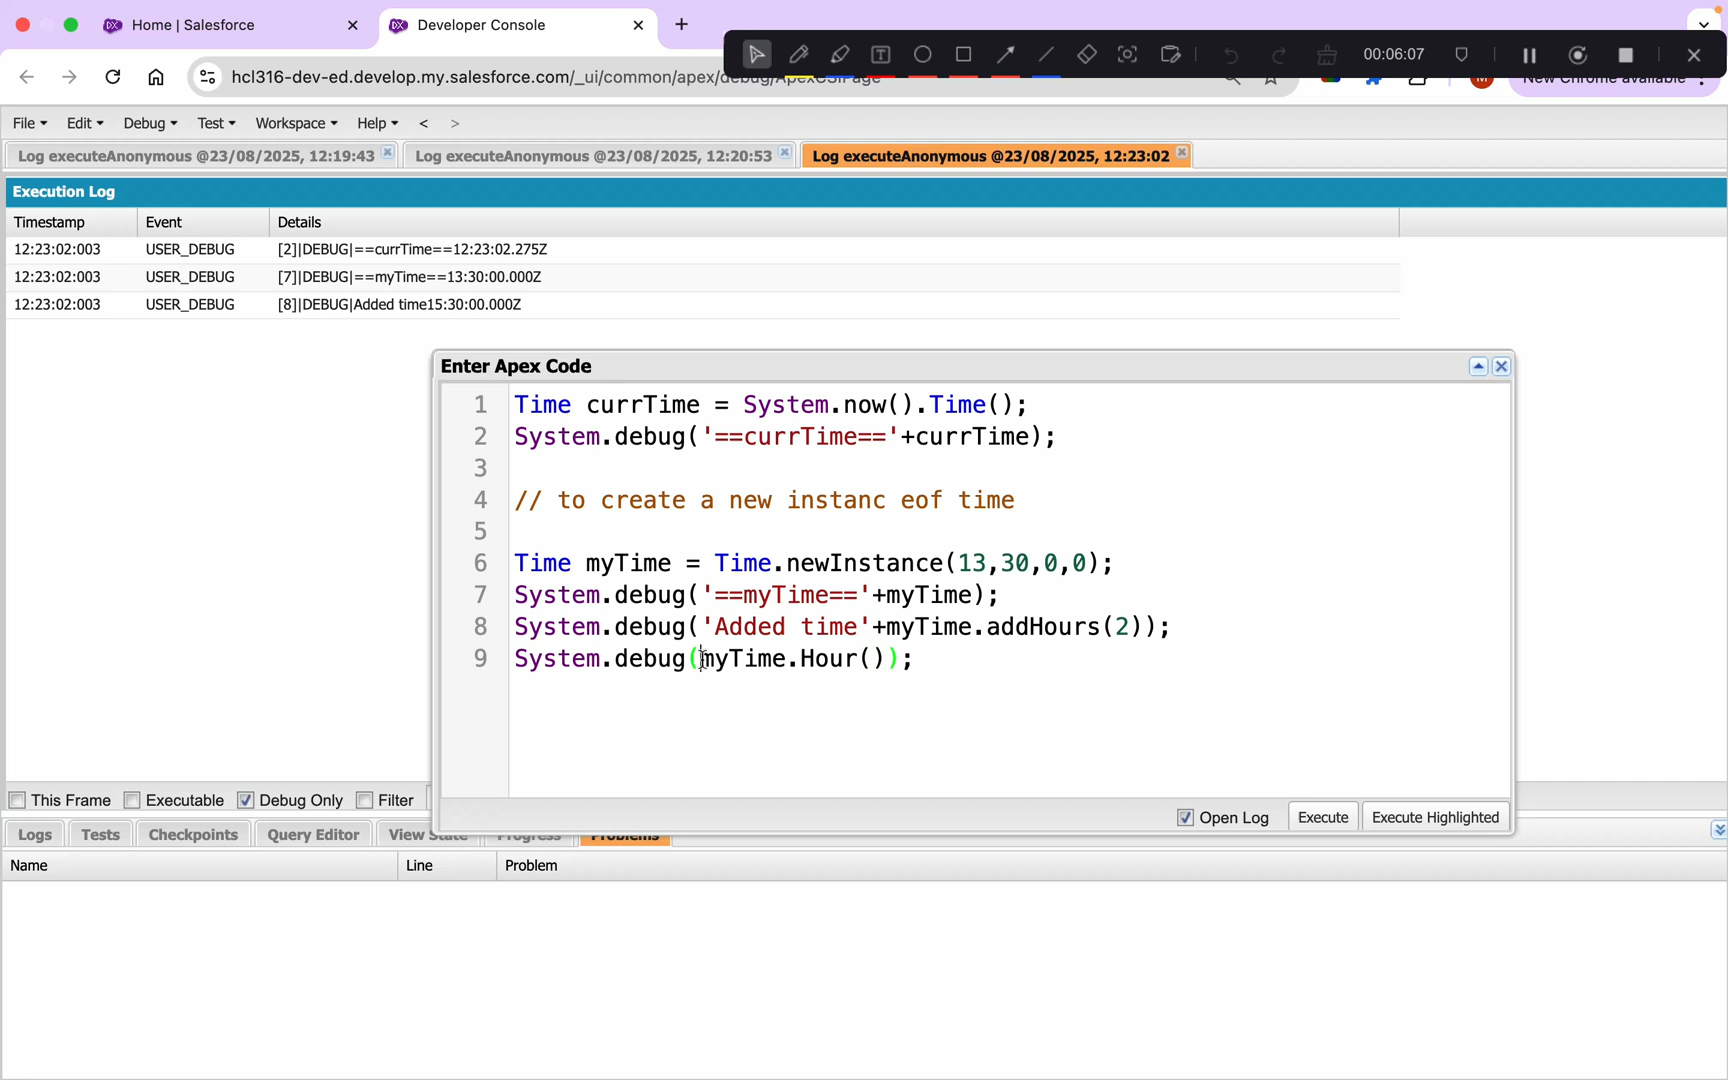 Home | Salesforce
Developer Console
00:06:07
hcl316-dev-ed.develop.my.salesforce.com/_ui/common/apex/debug/ApexCSIPage
New Chrome available
File Edit Debug Test Workspace Help < >
Log executeAnonymous @23/08/2025, 12:19:43
Log executeAnonymous @23/08/2025, 12:20:53
Log executeAnonymous @23/08/2025, 12:23:02
Execution Log
Timestamp Event Details
12:23:02:003 USER_DEBUG [2]|DEBUG|==currTime==12:23:02.275Z
12:23:02:003 USER_DEBUG [7]|DEBUG|==myTime==13:30:00.000Z
12:23:02:003 USER_DEBUG [8]|DEBUG|Added time15:30:00.000Z
Enter Apex Code
1 Time currTime = System.now().Time();
2 System.debug('==currTime=='+currTime);
3
4 // to create a new instanc eof time
5
6 Time myTime = Time.newInstance(13,30,0,0);
7 System.debug('==myTime=='+myTime);
8 System.debug('Added time'+myTime.addHours(2));
9 System.debug(myTime.Hour());
This Frame Executable Debug Only Filter
Open Log Execute Execute Highlighted
Logs Tests Checkpoints Query Editor View State Progress Problems
Name Line Problem